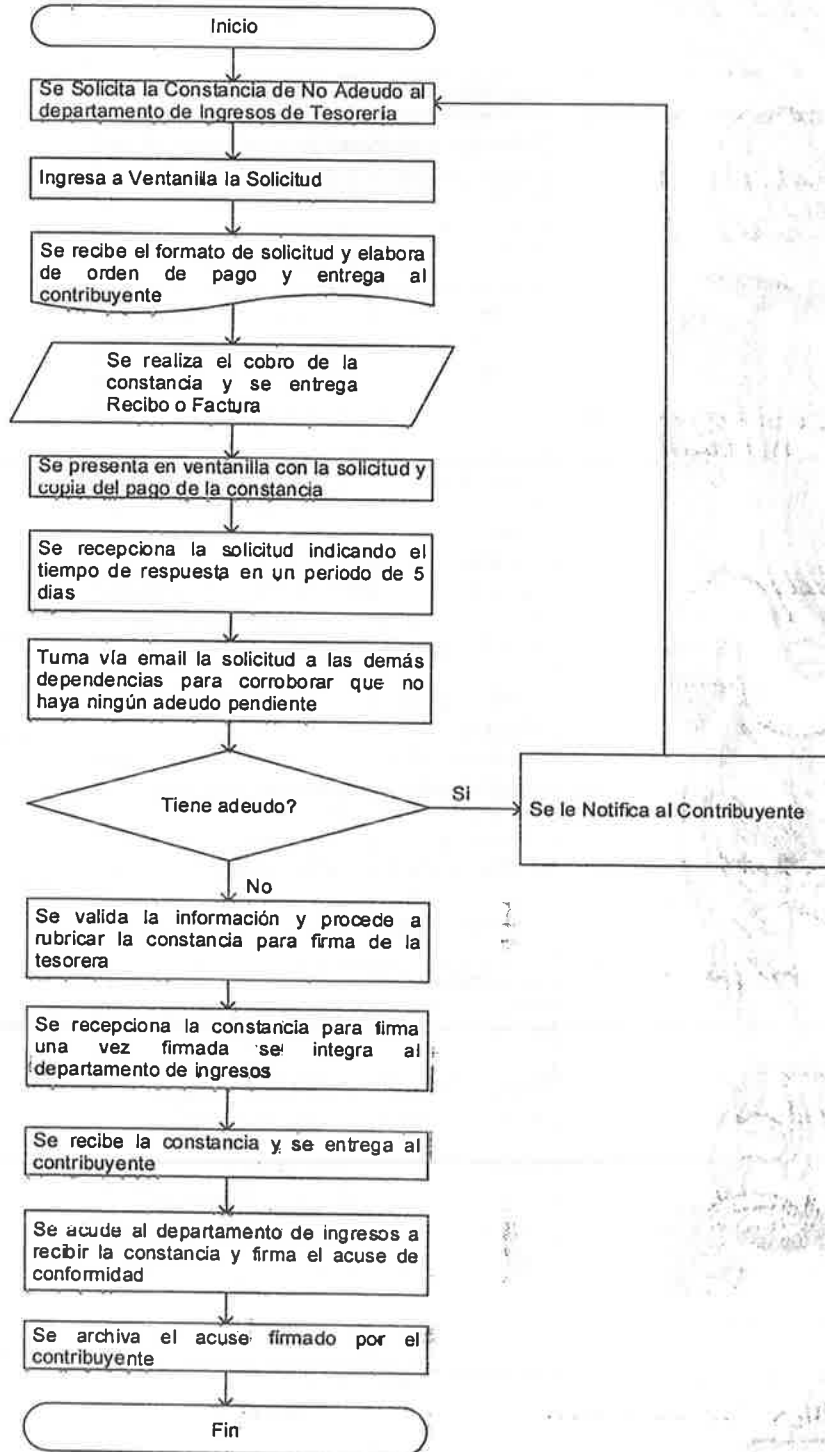 Inicio
Se Solicita la Constancia de No Adeudo al
departamento de Ingresos de Tesorería
Ingresa a Ventanilla la Solicitud
Se recibe el formato de solicitud y elabora
de orden de pago y entrega al
contribuyente
Se realiza el cobro de la
constancia y se entrega
Recibo o Factura
Se presenta en ventanilla con la solicitud y
copia del pago de la constancia
Se recepciona la solicitud indicando el
tiempo de respuesta en un periodo de 5
dias
Turna vía email la solicitud a las demás
dependencias para corroborar que no
haya ningún adeudo pendiente
Tiene adeudo?
Si
Se le Notifica al Contribuyente
No
Se valida la información y procede a
rubricar la constancia para firma de la
tesorera
Se recepciona la constancia para firma
una vez firmada se integra al
departamento de ingresos
Se recibe la constancia y se entrega al
contribuyente
Se acude al departamento de ingresos a
recibir la constancia y firma el acuse de
conformidad
Se archiva el acuse firmado por el
contribuyente
Fin